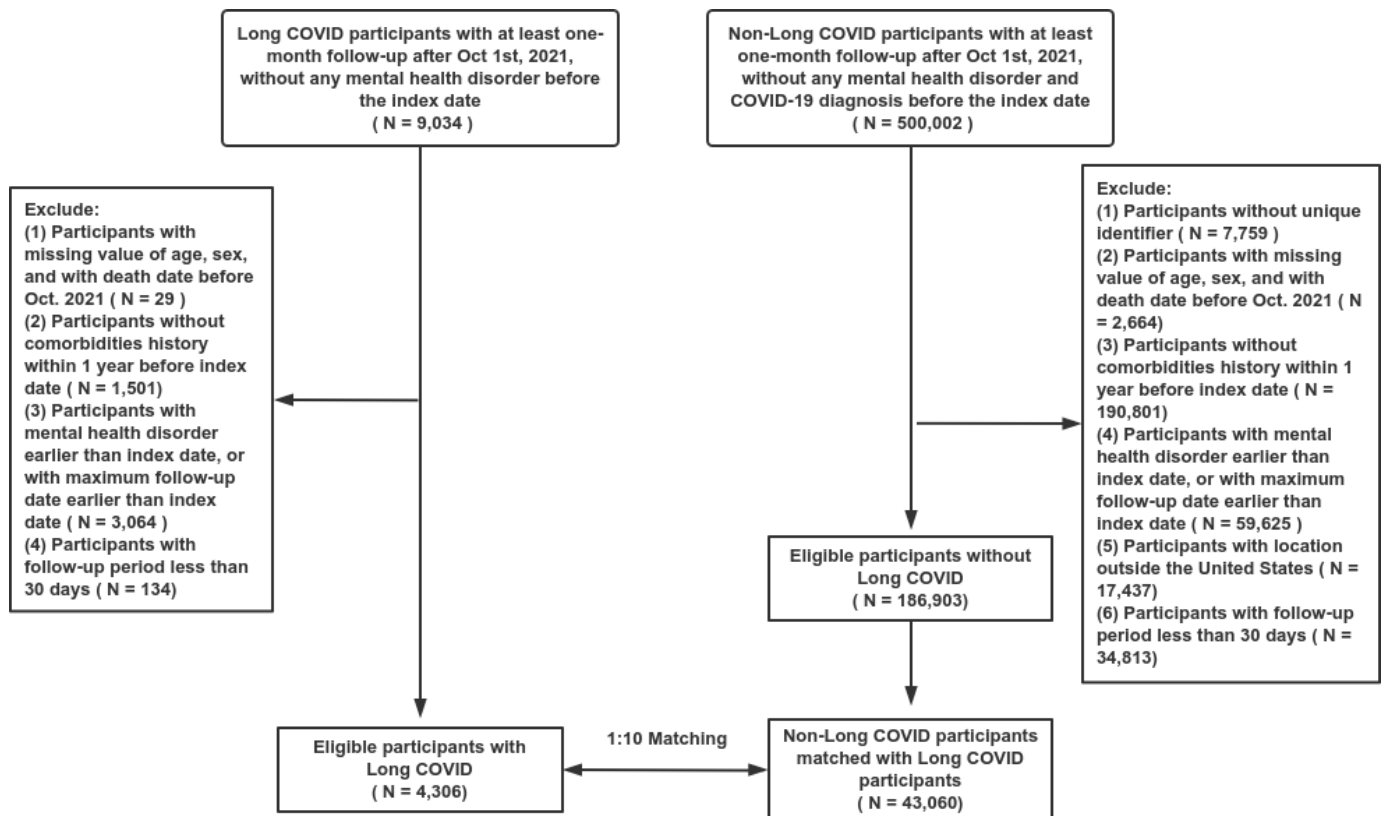 Long COVID participants with at least one-
month follow-up after Oct 1st, 2021,
without any mental health disorder before
the index date
( N = 9,034 )
Non-Long COVID participants with at least
one-month follow-up after Oct 1st, 2021,
without any mental health disorder and
COVID-19 diagnosis before the index date
( N = 500,002 )
Exclude:
(1) Participants with
missing value of age, sex,
and with death date before
Oct. 2021 ( N = 29 )
(2) Participants without
comorbidities history
within 1 year before index
date ( N = 1,501)
(3) Participants with
mental health disorder
earlier than index date, or
with maximum follow-up
date earlier than index
date ( N = 3,064 )
(4) Participants with
follow-up period less than
30 days ( N = 134)
Exclude:
(1) Participants without unique
identifier ( N = 7,759 )
(2) Participants with missing
value of age, sex, and with
death date before Oct. 2021 ( N
= 2,664)
(3) Participants without
comorbidities history within 1
year before index date ( N =
190,801)
(4) Participants with mental
health disorder earlier than
index date, or with maximum
follow-up date earlier than
index date ( N = 59,625 )
(5) Participants with location
outside the United States ( N =
17,437)
(6) Participants with follow-up
period less than 30 days ( N =
34,813)
Eligible participants without
Long COVID
( N = 186,903)
Eligible participants with
Long COVID
( N = 4,306)
1:10 Matching
Non-Long COVID participants
matched with Long COVID
participants
( N = 43,060)